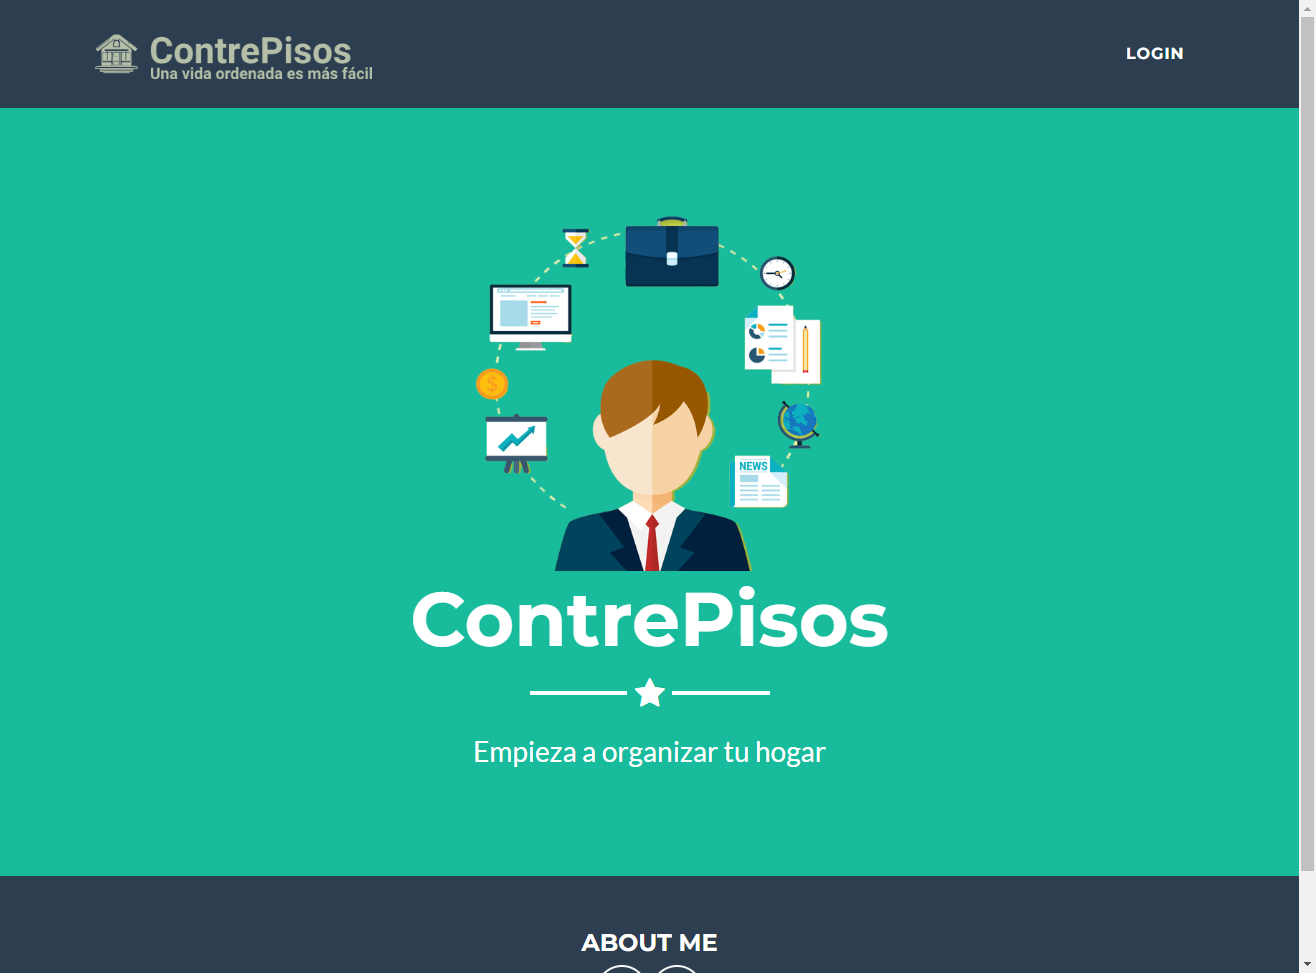 ContrePisos
Una vida ordenada es más fácil
LOGIN
$
NEWS
ContrePisos
Empieza a organizar tu hogar
ABOUT ME